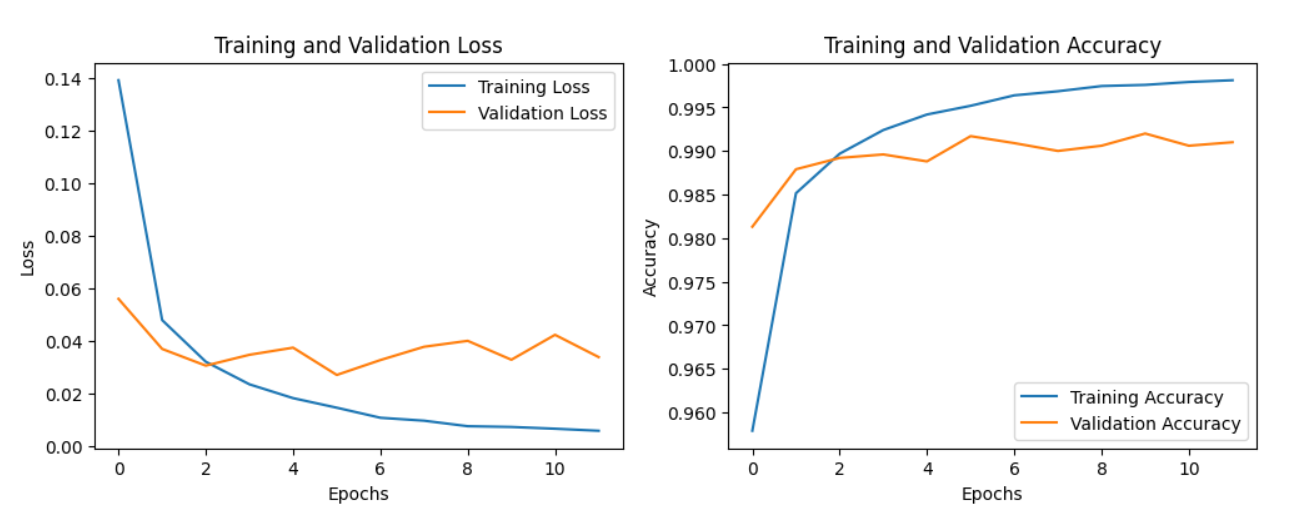 Training and Validation Loss
0.14
0.12
0.10
0.08
0.06
0.04
0.02
0.00
Loss
Training Loss
Validation Loss
0 2 4 6 8 10
Epochs
Training and Validation Accuracy
1.000
0.995
0.990
0.985
0.980
0.975
0.970
0.965
0.960
Accuracy
Training Accuracy
Validation Accuracy
0 2 4 6 8 10
Epochs